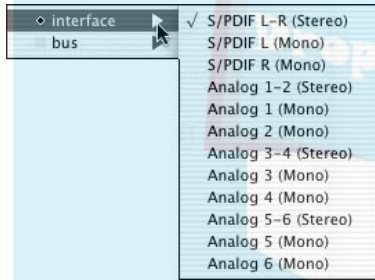 interface
bus
√ S/PDIF L-R (Stereo)
S/PDIF L (Mono)
S/PDIF R (Mono)
Analog 1-2 (Stereo)
Analog 1 (Mono)
Analog 2 (Mono)
Analog 3-4 (Stereo)
Analog 3 (Mono)
Analog 4 (Mono)
Analog 5-6 (Stereo)
Analog 5 (Mono)
Analog 6 (Mono)